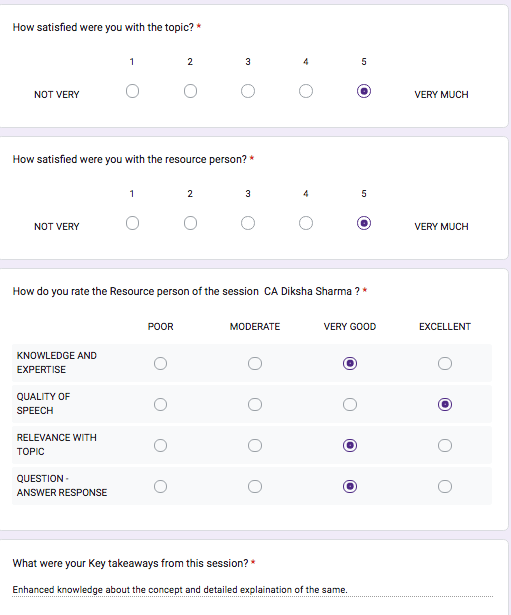 How satisfied were you with the topic? *
1 2 3 4 5
NOT VERY VERY MUCH
How satisfied were you with the resource person? *
1 2 3 4 5
NOT VERY VERY MUCH
How do you rate the Resource person of the session  CA Diksha Sharma ? *
POOR MODERATE VERY GOOD EXCELLENT
KNOWLEDGE AND
EXPERTISE
QUALITY OF
SPEECH
RELEVANCE WITH
TOPIC
QUESTION -
ANSWER RESPONSE
What were your Key takeaways from this session? *
Enhanced knowledge about the concept and detailed explaination of the same.